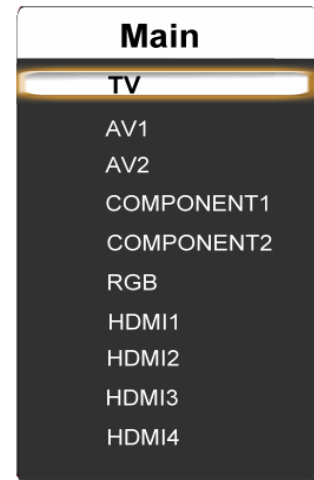 Main
TV
AV1
AV2
COMPONENT1
COMPONENT2
RGB
HDMI1
HDMI2
HDMI3
HDMI4